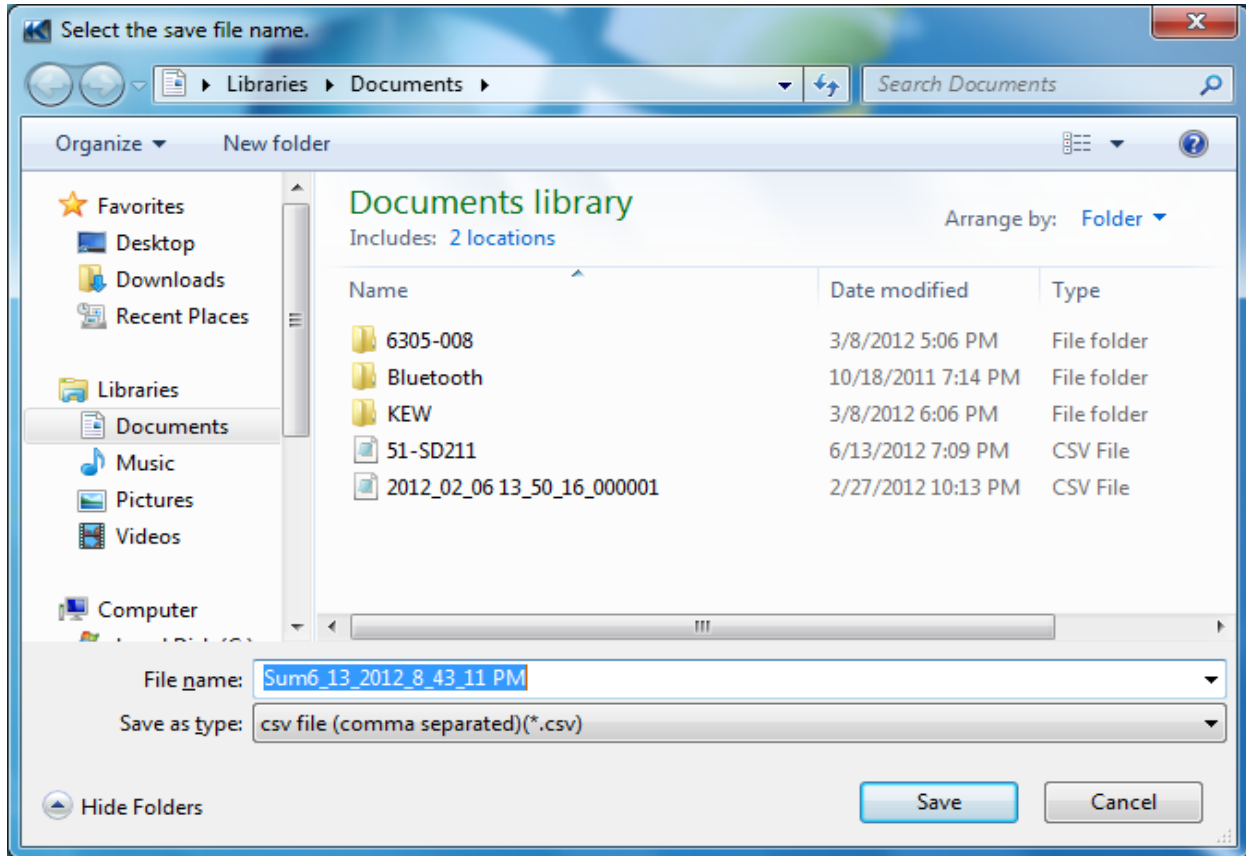 Select the save file name.
Libraries Documents Search Documents
Organize New folder
Favorites
Desktop
Downloads
Recent Places
Libraries
Documents
Music
Pictures
Videos
Computer
Documents library
Includes: 2 locations
Arrange by: Folder
Name Date modified Type
6305-008 3/8/2012 5:06 PM File folder
Bluetooth 10/18/2011 7:14 PM File folder
KEW 3/8/2012 6:06 PM File folder
51-SD211 6/13/2012 7:09 PM CSV File
2012_02_06 13_50_16_000001 2/27/2012 10:13 PM CSV File
File name: Sum6_13_2012_8_43_11 PM
Save as type: csv file (comma separated)(*.csv)
Hide Folders Save Cancel